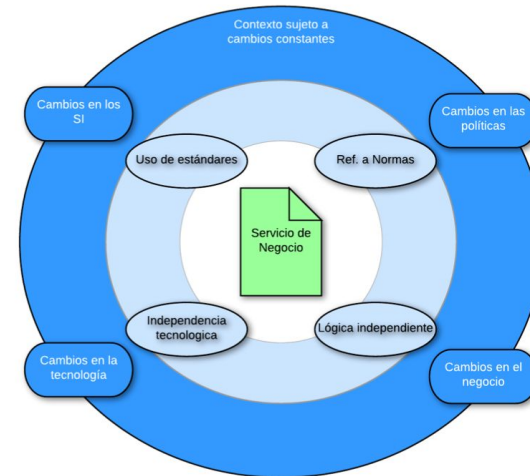 Contexto sujeto a
cambios constantes
Cambios en los
SI
Cambios en las
políticas
Uso de estándares
Ref. a Normas
Servicio de
Negocio
Independencia
tecnologica
Lógica independiente
Cambios en la
tecnología
Cambios en el
negocio